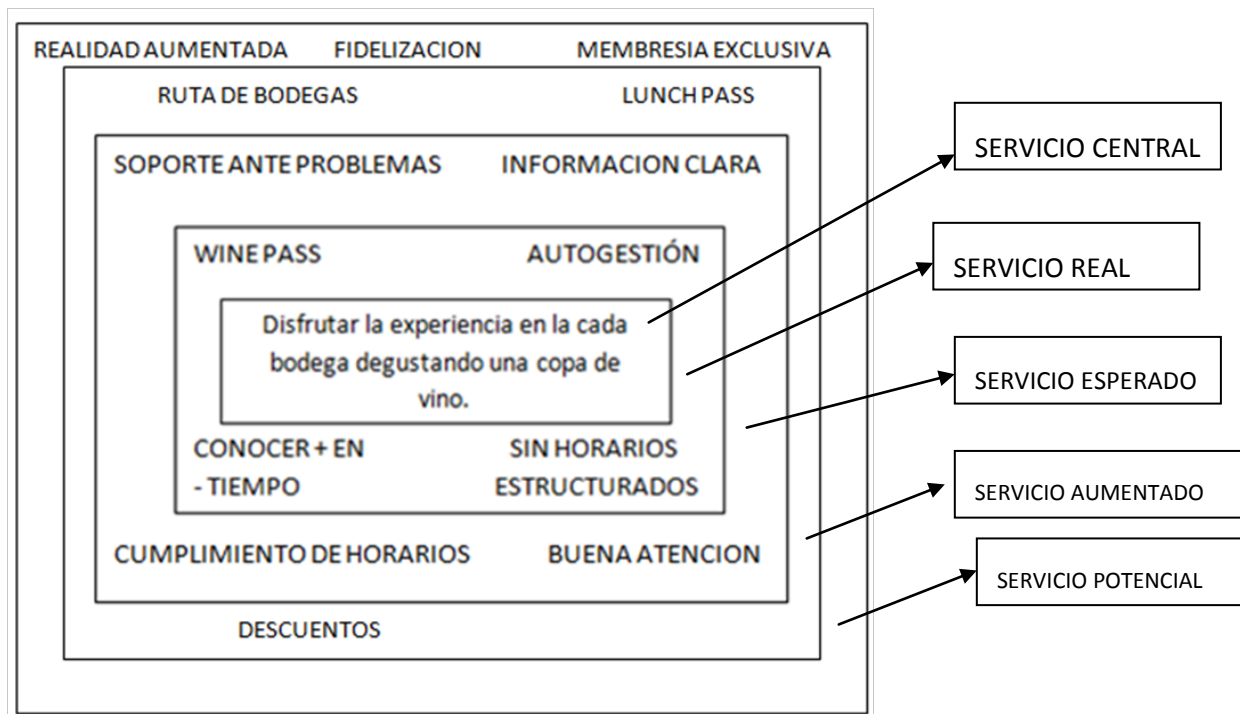 REALIDAD AUMENTADA FIDELIZACION MEMBRESIA EXCLUSIVA
RUTA DE BODEGAS LUNCH PASS
SOPORTE ANTE PROBLEMAS INFORMACION CLARA
WINE PASS AUTOGESTIÓN
Disfrutar la experiencia en la cada
bodega degustando una copa de
vino.
CONOCER + EN SIN HORARIOS
- TIEMPO ESTRUCTURADOS
CUMPLIMIENTO DE HORARIOS BUENA ATENCION
DESCUENTOS
SERVICIO CENTRAL
SERVICIO REAL
SERVICIO ESPERADO
SERVICIO AUMENTADO
SERVICIO POTENCIAL